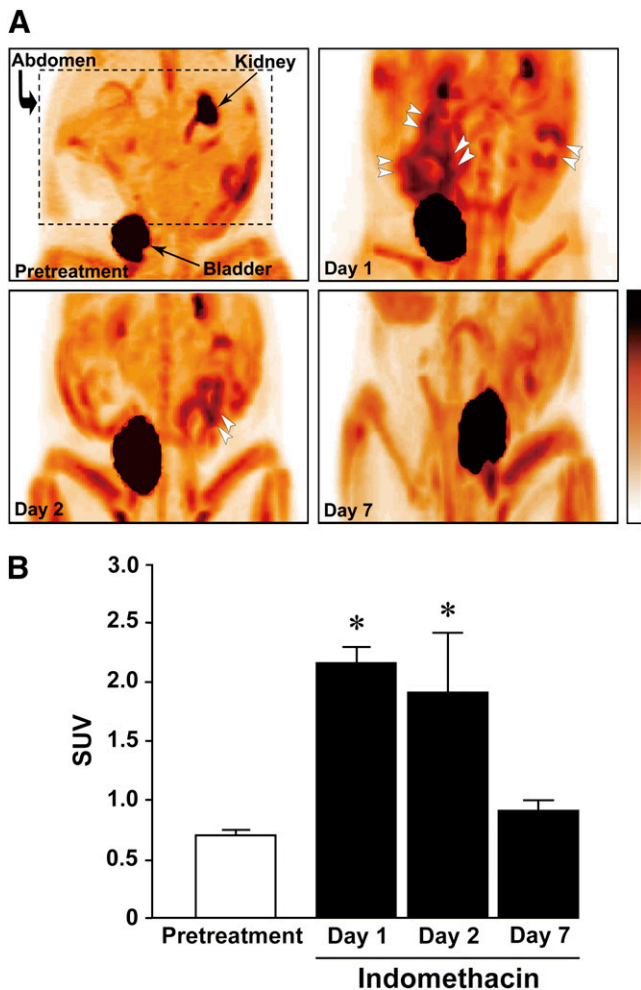 A
Abdomen
Kidney
Pretreatment
Bladder
Day 1
Day 2
Day 7
B
3.0
2.5
2.0
1.5
1.0
0.5
0
SUV
*
*
Pretreatment
Day 1
Day 2
Day 7
Indomethacin